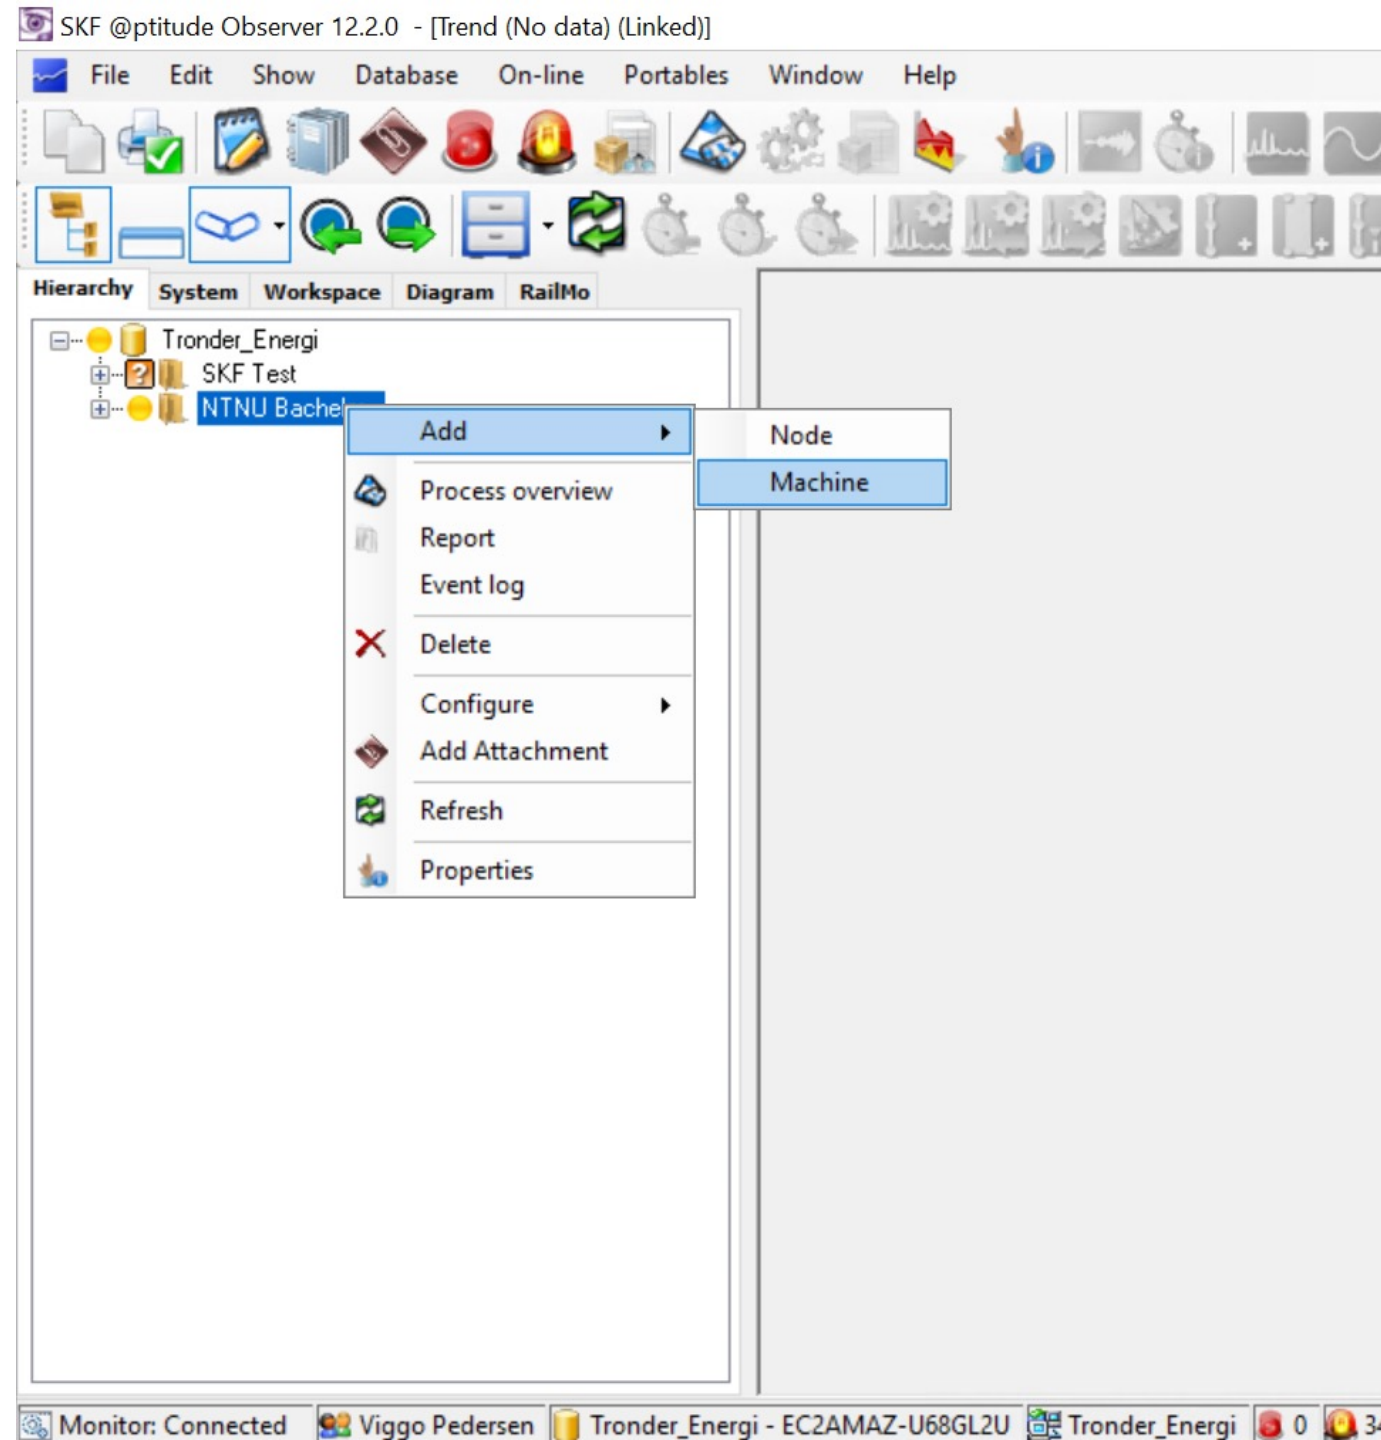 SKF @ptitude Observer 12.2.0 - [Trend (No data) (Linked)]
File Edit Show Database On-line Portables Window Help
Hierarchy System Workspace Diagram RailMo
Tronder_Energi
SKF Test
NTNU Bachel
Add
Node
Machine
Process overview
Report
Event log
Delete
Configure
Add Attachment
Refresh
Properties
Monitor: Connected Viggo Pedersen Tronder_Energi - EC2AMAZ-U68GL2U Tronder_Energi 0 34